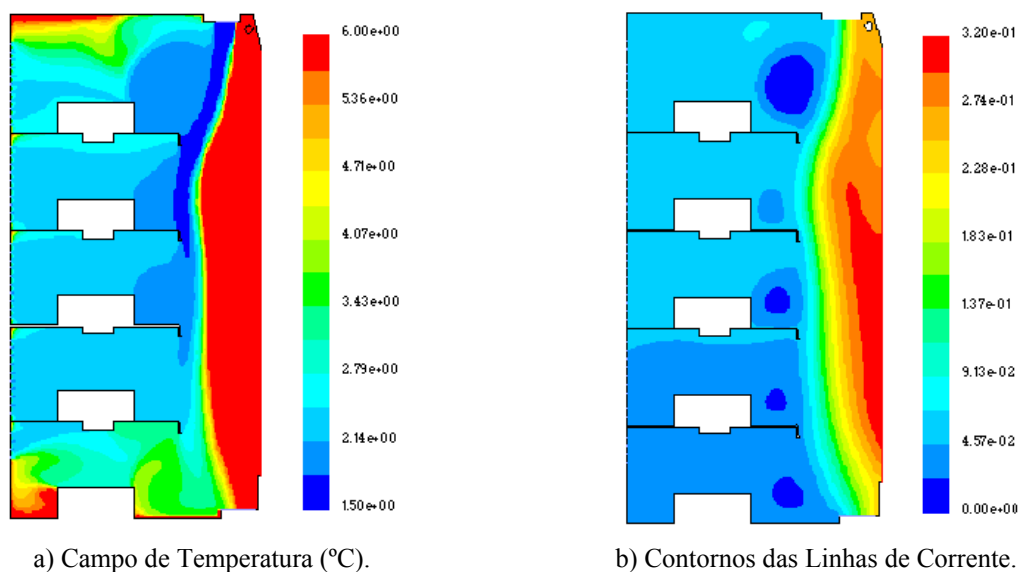 6.00e+00
5.36e+00
4.71e+00
4.07e+00
3.43e+00
2.79e+00
2.14e+00
1.50e+00
3.20e-01
2.74e-01
2.28e-01
1.83e-01
1.37e-01
9.13e-02
4.57e-02
0.00e+00
a) Campo de Temperatura (ºC).
b) Contornos das Linhas de Corrente.